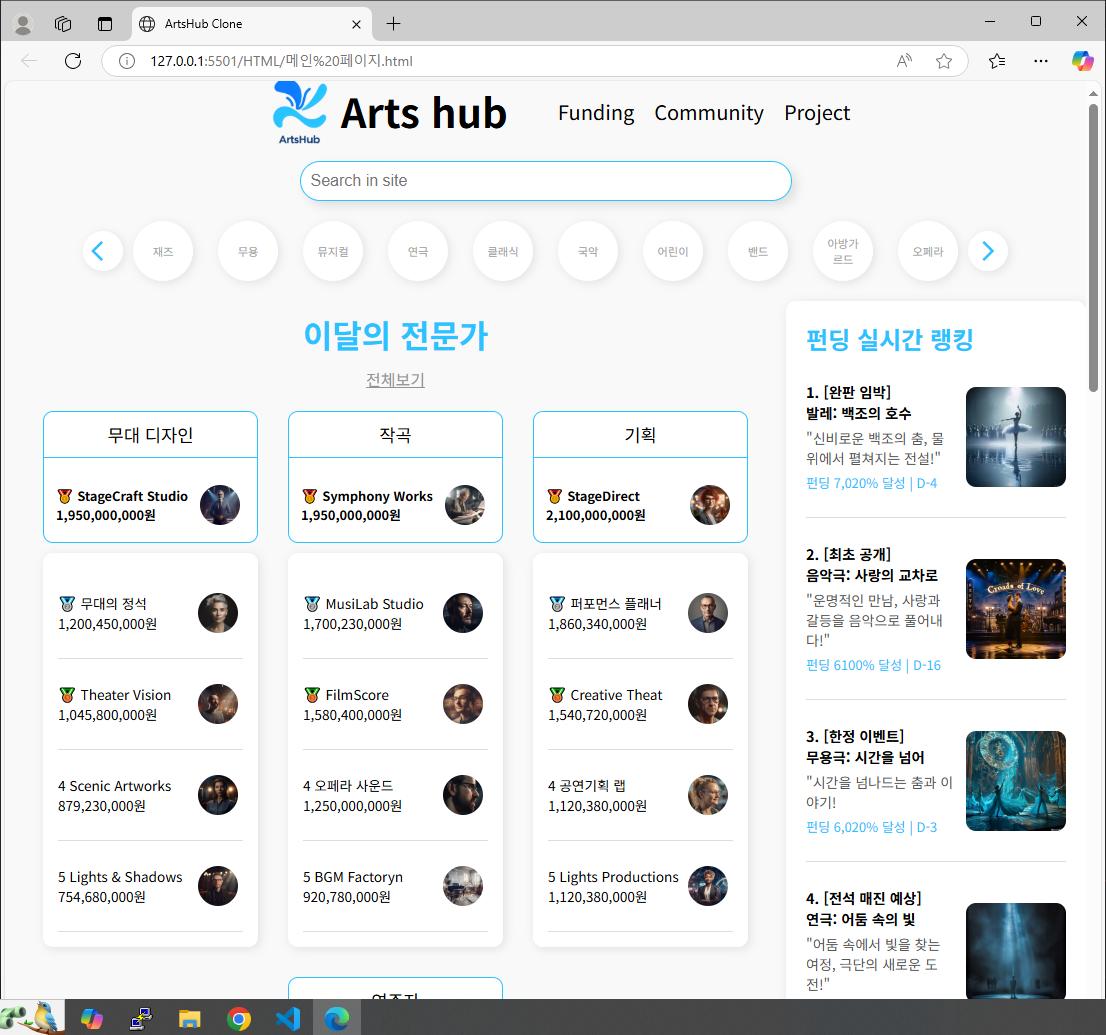 ArtsHub Clone
127.0.0.1:5501/HTML/메인%20페이지.html
ArtsHub
Arts hub
Funding
Community
Project
Search in site
재즈
무용
뮤지컬
연극
클래식
국악
어린이
밴드
아방가
르드
오페라
이달의 전문가
전체보기
무대 디자인
StageCraft Studio
1,950,000,000원
무대의 정석
1,200,450,000원
Theater Vision
1,045,800,000원
4 Scenic Artworks
879,230,000원
5 Lights & Shadows
754,680,000원
작곡
Symphony Works
1,950,000,000원
MusiLab Studio
1,700,230,000원
FilmScore
1,580,400,000원
4 오페라 사운드
1,250,000,000원
5 BGM Factoryn
920,780,000원
기획
StageDirect
2,100,000,000원
퍼포먼스 플래너
1,860,340,000원
Creative Theat
1,540,720,000원
4 공연기획 랩
1,120,380,000원
5 Lights Productions
1,120,380,000원
연주자
펀딩 실시간 랭킹
1. [완판 임박]
발레: 백조의 호수
"신비로운 백조의 춤, 물
위에서 펼쳐지는 전설!"
펀딩 7,020% 달성 | D-4
2. [최초 공개]
음악극: 사랑의 교차로
"운명적인 만남, 사랑과
갈등을 음악으로 풀어내
다!"
펀딩 6100% 달성 | D-16
3. [한정 이벤트]
무용극: 시간을 넘어
"시간을 넘나드는 춤과 이
야기!
펀딩 6,020% 달성 | D-3
4. [전석 매진 예상]
연극: 어둠 속의 빛
"어둠 속에서 빛을 찾는
여정, 극단의 새로운 도
전!"